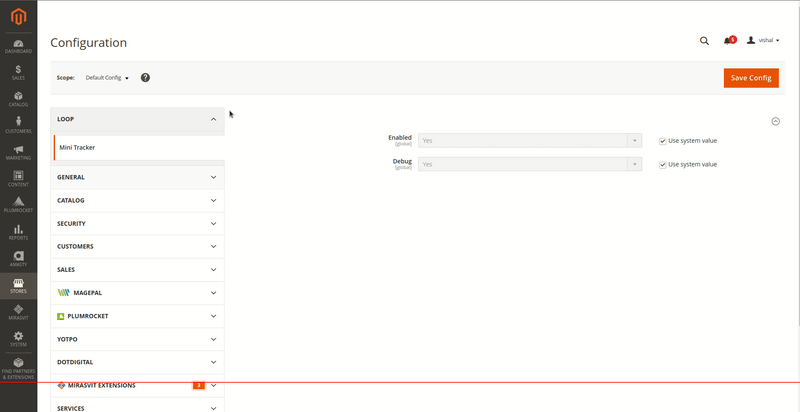 Configuration
5
vishal
DASHBOARD
SALES
CATALOG
CUSTOMERS
MARKETING
CONTENT
PLUMROCKET
REPORTS
STORES
MIRASVIT
SYSTEM
FIND PARTNERS
& EXTENSIONS
Scope:
Default Config
?
Save Config
LOOP
Mini Tracker
GENERAL
CATALOG
SECURITY
CUSTOMERS
SALES
MAGEPAL
PLUMROCKET
YOTPO
DOTDIGITAL
MIRASVIT EXTENSIONS
3
SERVICES
Enabled
[global]
Yes
Use system value
Debug
[global]
Yes
Use system value